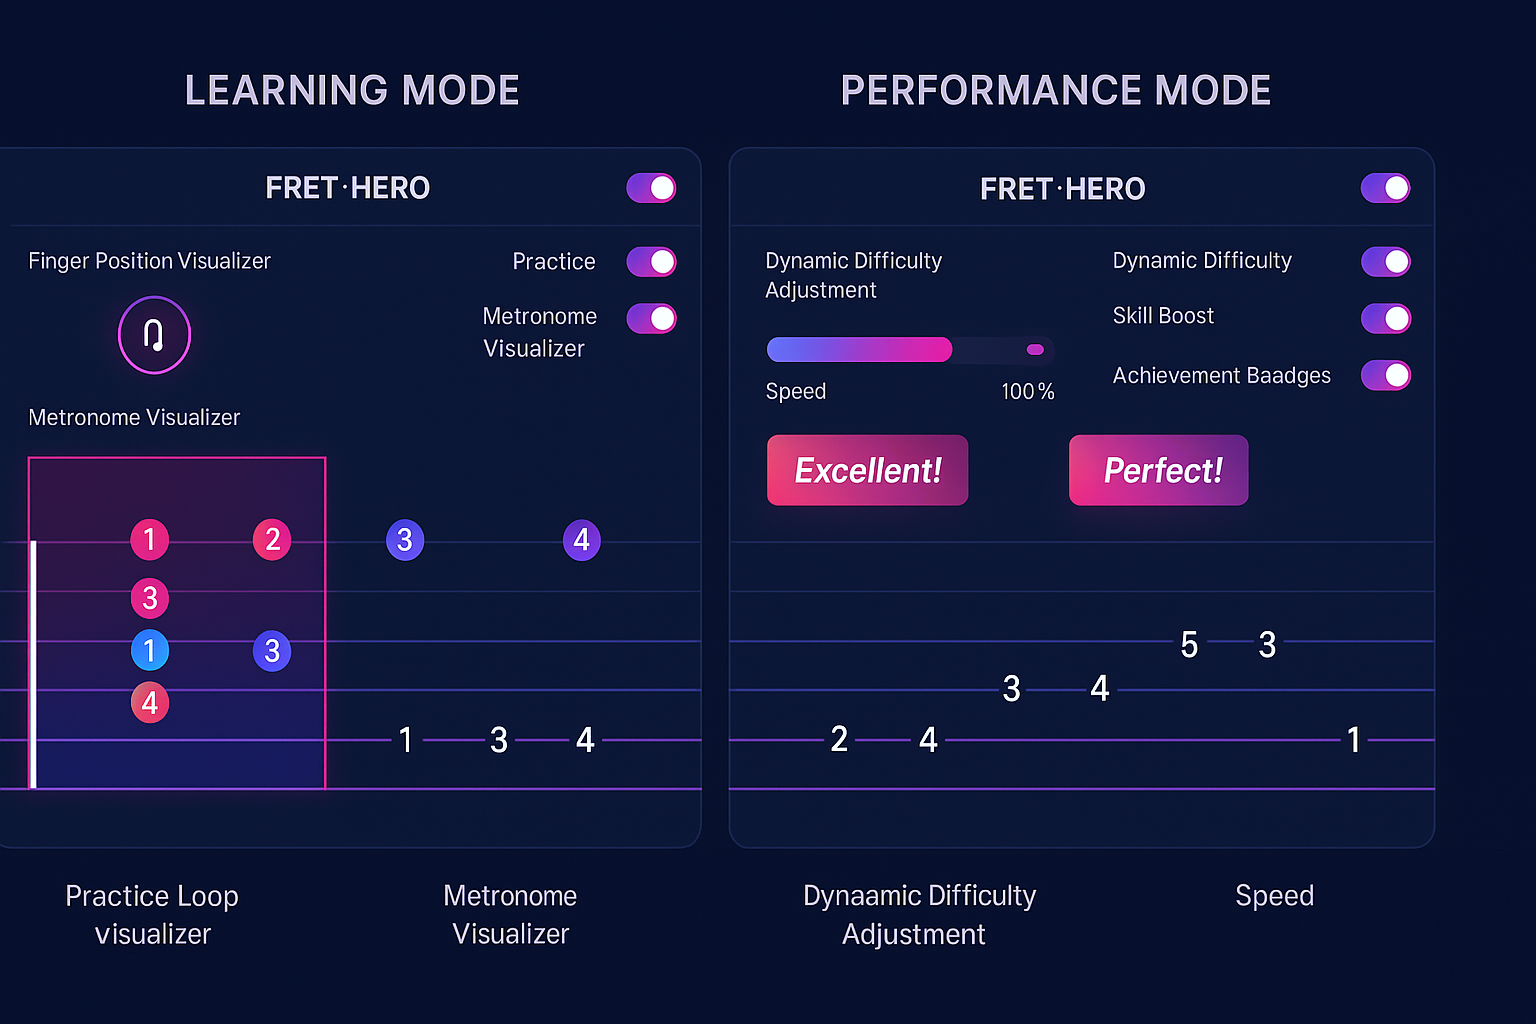 LEARNING MODE
FRET·HERO
Finger Position Visualizer
Practice
Metronome
Visualizer
Metronome Visualizer
1 2 3 4
3
1 3
4
1 3 4
Practice Loop
visualizer
Metronome
Visualizer
PERFORMANCE MODE
FRET·HERO
Dynamic Difficulty
Adjustment
Speed 100%
Dynamic Difficulty
Skill Boost
Achievement Baadges
Excellent! Perfect!
5 3
3 4
2 4 1
Dynaamic Difficulty
Adjustment
Speed